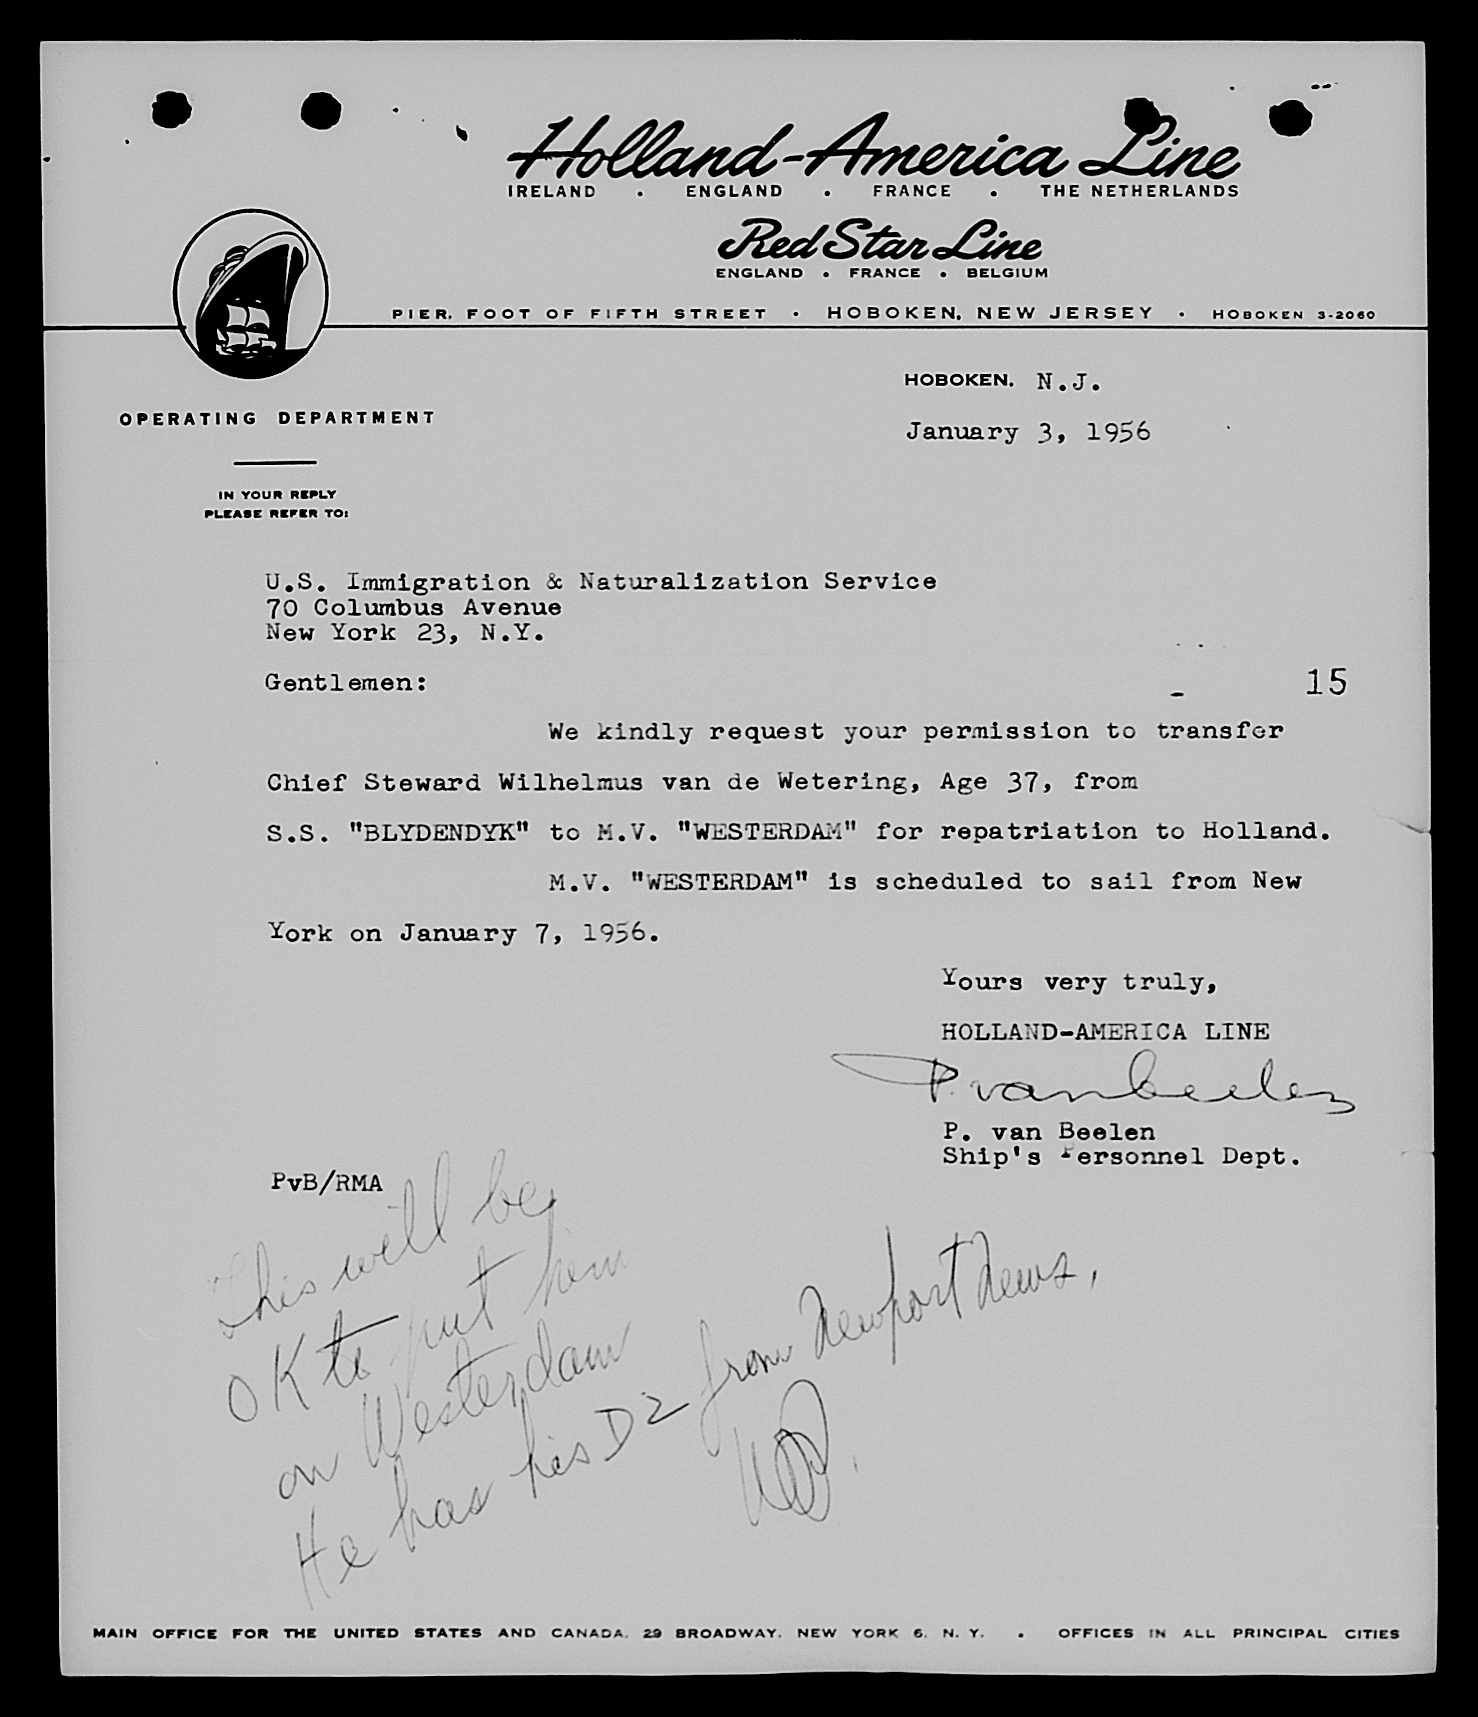 Holland-America Line
IRELAND • ENGLAND • FRANCE • THE NETHERLANDS
Red Star Line
ENGLAND • FRANCE • BELGIUM
PIER, FOOT OF FIFTH STREET • HOBOKEN, NEW JERSEY • HOBOKEN 3-2060
HOBOKEN, N.J.
OPERATING DEPARTMENT
January 3, 1956
IN YOUR REPLY
PLEASE REFER TO:
U.S. Immigration & Naturalization Service
70 Columbus Avenue
New York 23, N.Y.
Gentlemen:
15
We kindly request your permission to transfer
Chief Steward Wilhelmus van de Wetering, Age 37, from
S.S. "BLYDENDYK" to M.V. "WESTERDAM" for repatriation to Holland.
M.V. "WESTERDAM" is scheduled to sail from New
York on January 7, 1956.
Yours very truly,
HOLLAND-AMERICA LINE
P. van Beelen
P. van Beelen
Ship's Personnel Dept.
PvB/RMA
This will be
OK to put him
on Westerdam
He has his D2 from Newport News.
MAIN OFFICE FOR THE UNITED STATES AND CANADA, 29 BROADWAY, NEW YORK 6, N. Y. • OFFICES IN ALL PRINCIPAL CITIES